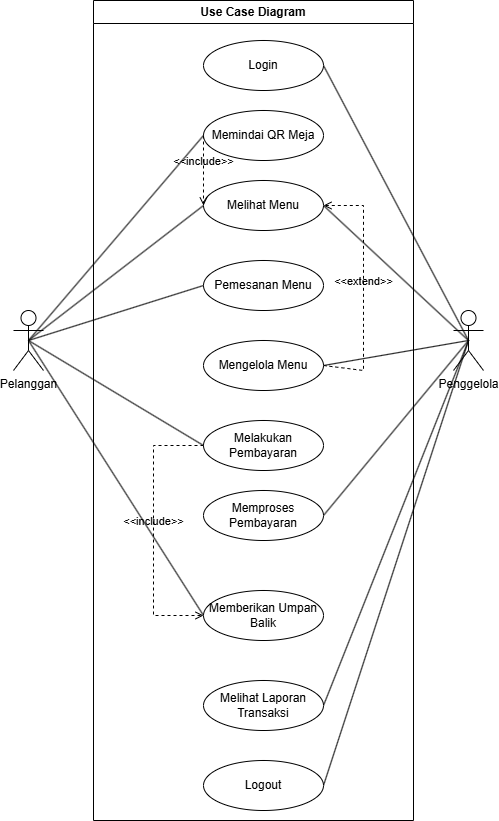 Use Case Diagram
Login
Memindai QR Meja
<<include>>
Melihat Menu
Pemesanan Menu
<<extend>>
Mengelola Menu
Pelanggan
Penggelola
Melakukan
Pembayaran
Memproses
Pembayaran
<<include>>
Memberikan Umpan
Balik
Melihat Laporan
Transaksi
Logout